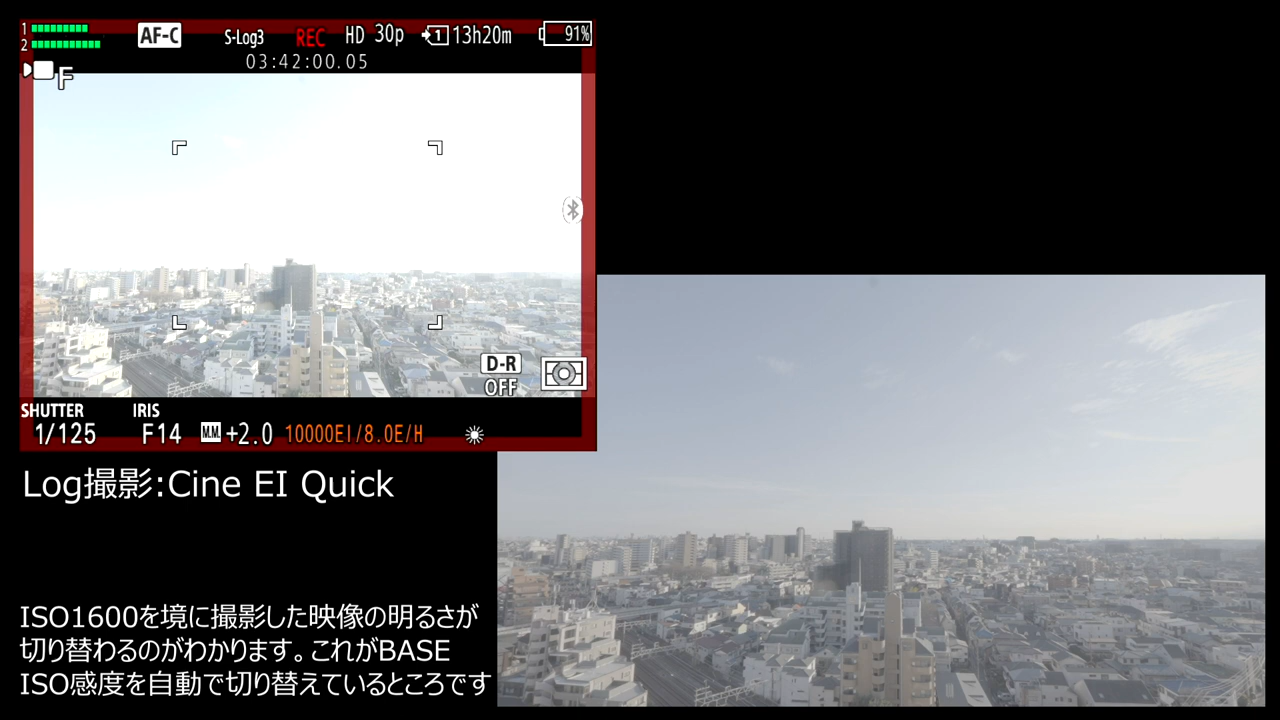 1
2
AF-C
S-Log3
REC
HD 30p
1 13h20m
91%
03:42:00.05
F
D-R
OFF
SHUTTER
IRIS
1/125
F14
M.M. +2.0
10000EI/8.0E/H
Log撮影:Cine EI Quick
ISO1600を境に撮影した映像の明るさが
切り替わるのがわかります。これがBASE
ISO感度を自動で切り替えているところです